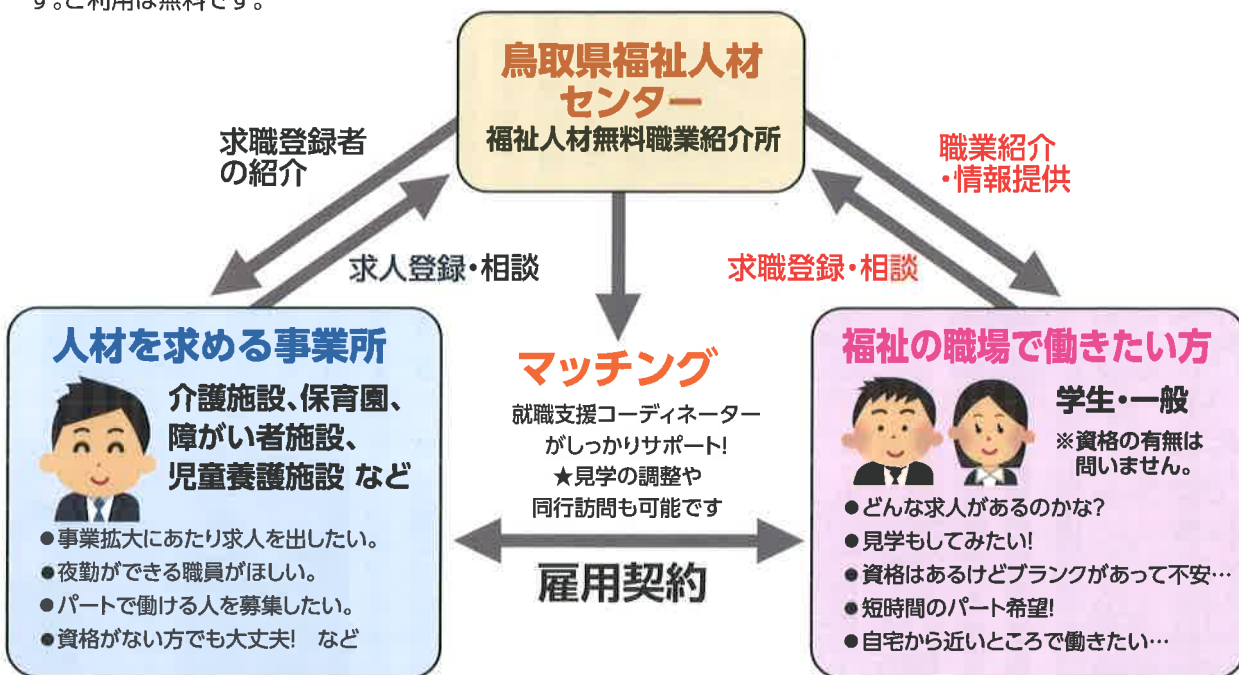 す。ご利用は無料です。
鳥取県福祉人材
センター
福祉人材無料職業紹介所
求職登録者
の紹介
職業紹介
・情報提供
求人登録・相談
求職登録・相談
人材を求める事業所
介護施設、保育園、
障がい者施設、
児童養護施設 など
●事業拡大にあたり求人を出したい。
●夜勤ができる職員がほしい。
●パートで働ける人を募集したい。
●資格がない方でも大丈夫! など
マッチング
就職支援コーディネーター
がしっかりサポート!
★見学の調整や
同行訪問も可能です
雇用契約
福祉の職場で働きたい方
学生・一般
※資格の有無は
問いません。
●どんな求人があるのかな?
●見学もしてみたい!
●資格はあるけどブランクがあって不安…
●短時間のパート希望!
●自宅から近いところで働きたい…